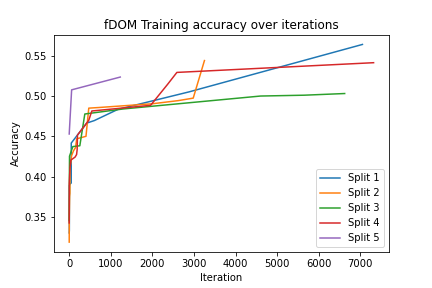 fDOM Training accuracy over iterations
Accuracy
0.55
0.50
0.45
0.40
0.35
0
1000
2000
3000
4000
5000
6000
7000
Iteration
Split 1
Split 2
Split 3
Split 4
Split 5